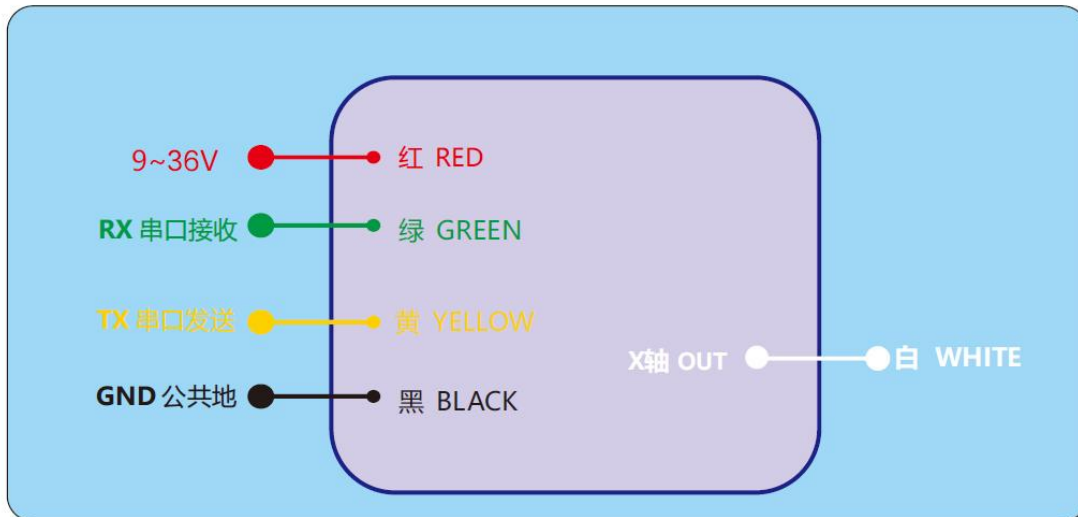 9~36V 红 RED
RX 串口接收 绿 GREEN
TX 串口发送 黄 YELLOW
X轴 OUT 白 WHITE
GND 公共地 黑 BLACK